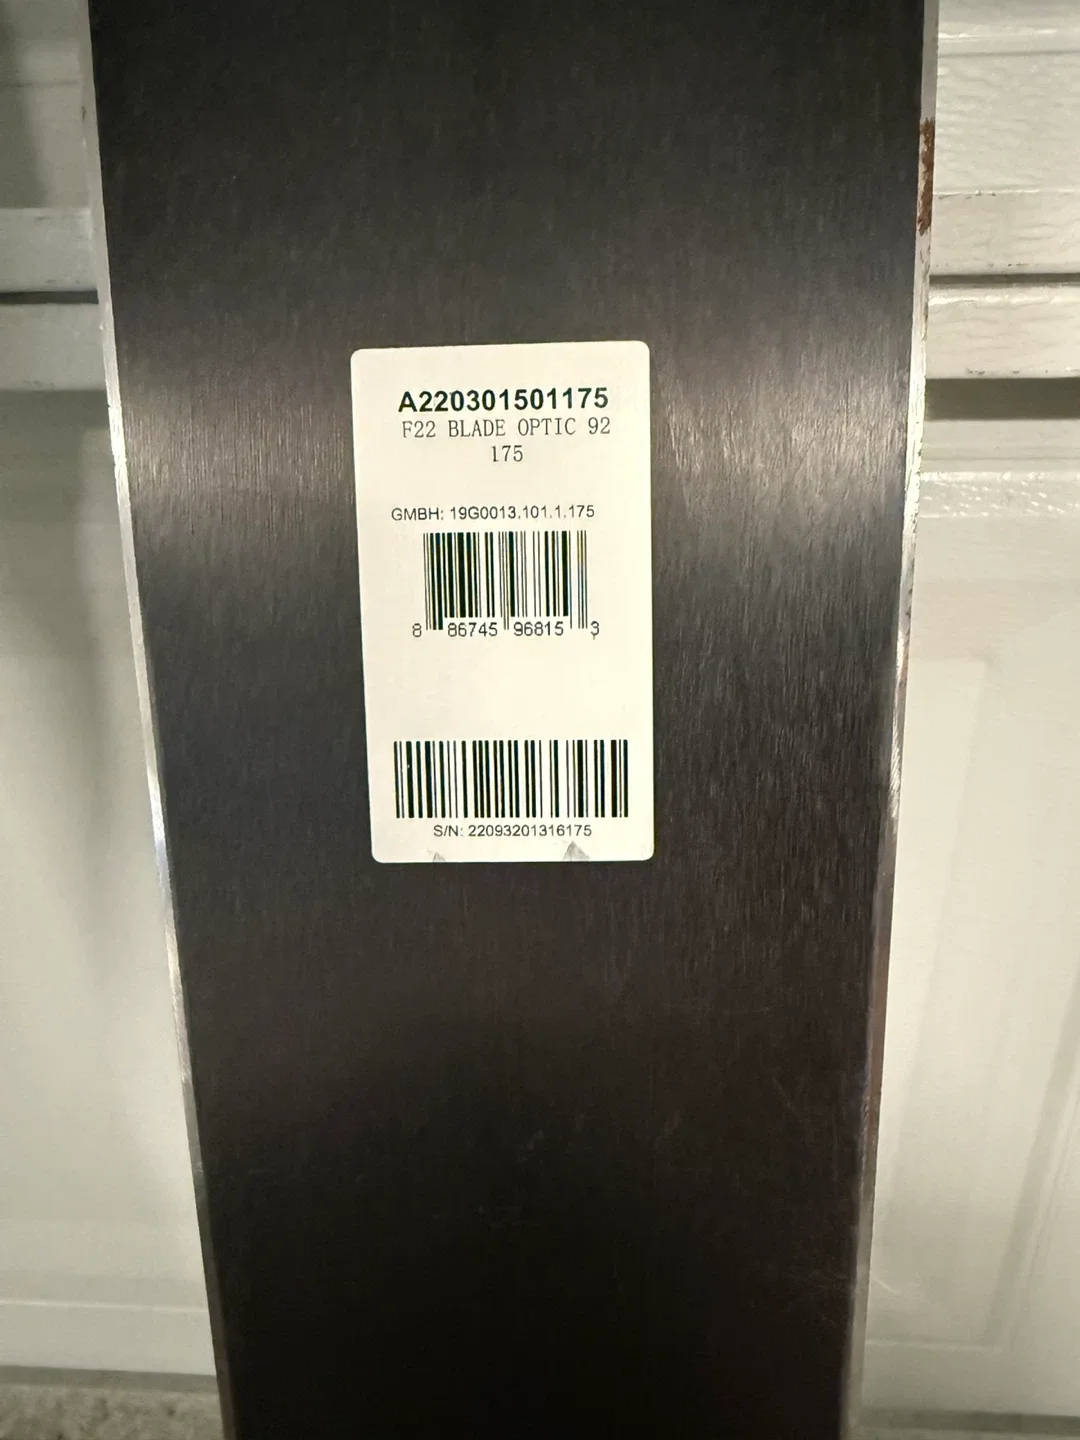 A220301501175
F22 BLADE OPTIC 92
175
GMBH: 19G0013.101.1.175
8 86745 96815 3
S/N: 22093201316175